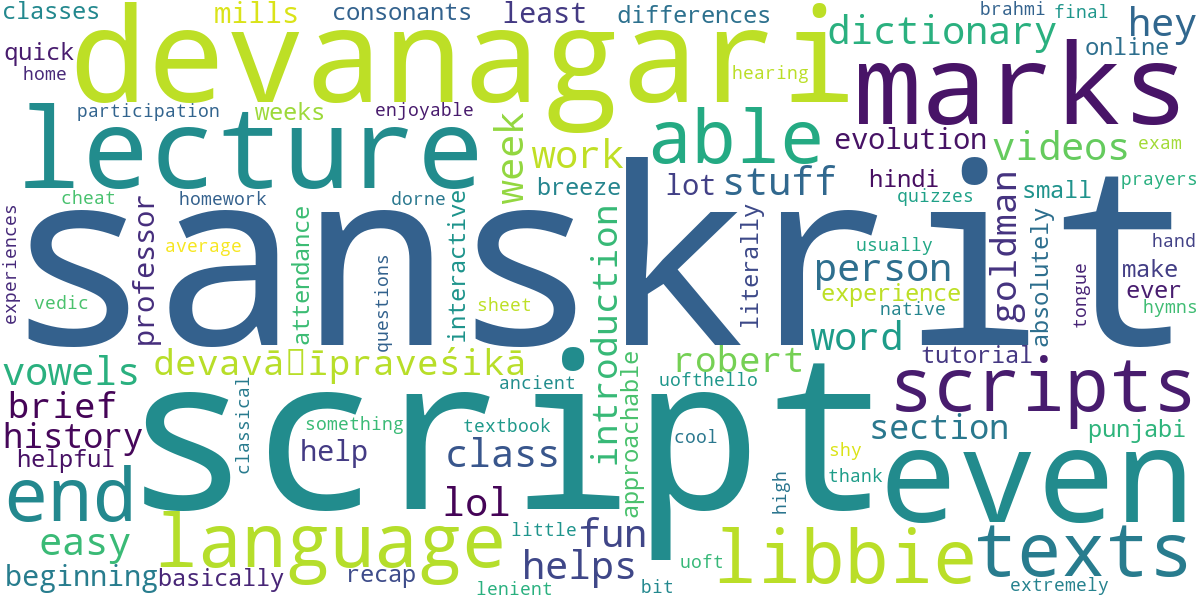 classes
mills
consonants
least
differences
brahmi
final
hey
quick
home
devanagari
dictionary
online
hearing
marks
participation
weeks
enjoyable
lecture
week
work
able
evolution
videos
exam
breeze
lot
stuff
hindi
quizzes
small
prayers
cheat
homework
dorne
experiences
professor
average
attendance
questions
interactive
introduction
literally
usually
goldman
absolutely
tongue
hand
sanskrit
person
make
ever
experience
native
hymns
vedic
sheet
word
tutorial
vowels
devavā▯īpraveśikā
robert
brief
classical
ancient
approachable
uofthello
scripts
history
something
textbook
cool
section
punjabi
helpful
help
class
shy
thank
script
even
end
lol
high
easy
language
little
fun
libbie
texts
beginning
basically
recap
helps
uoft
lenient
bit
extremely